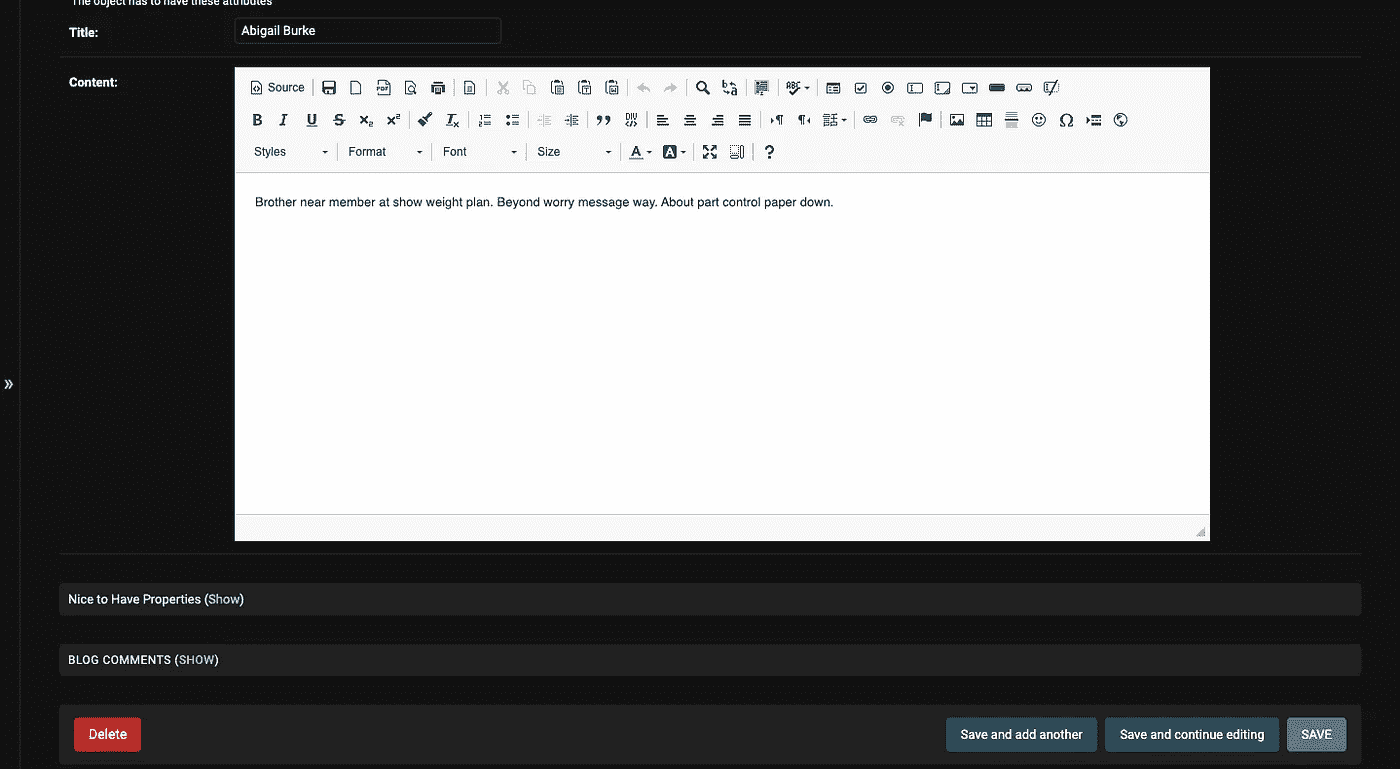 The object has to have these attributes
Title:
Abigail Burke
Content:
Source
Styles
Format
Font
Size
Brother near member at show weight plan. Beyond worry message way. About part control paper down.
Nice to Have Properties (Show)
BLOG COMMENTS (SHOW)
Delete
Save and add another
Save and continue editing
SAVE